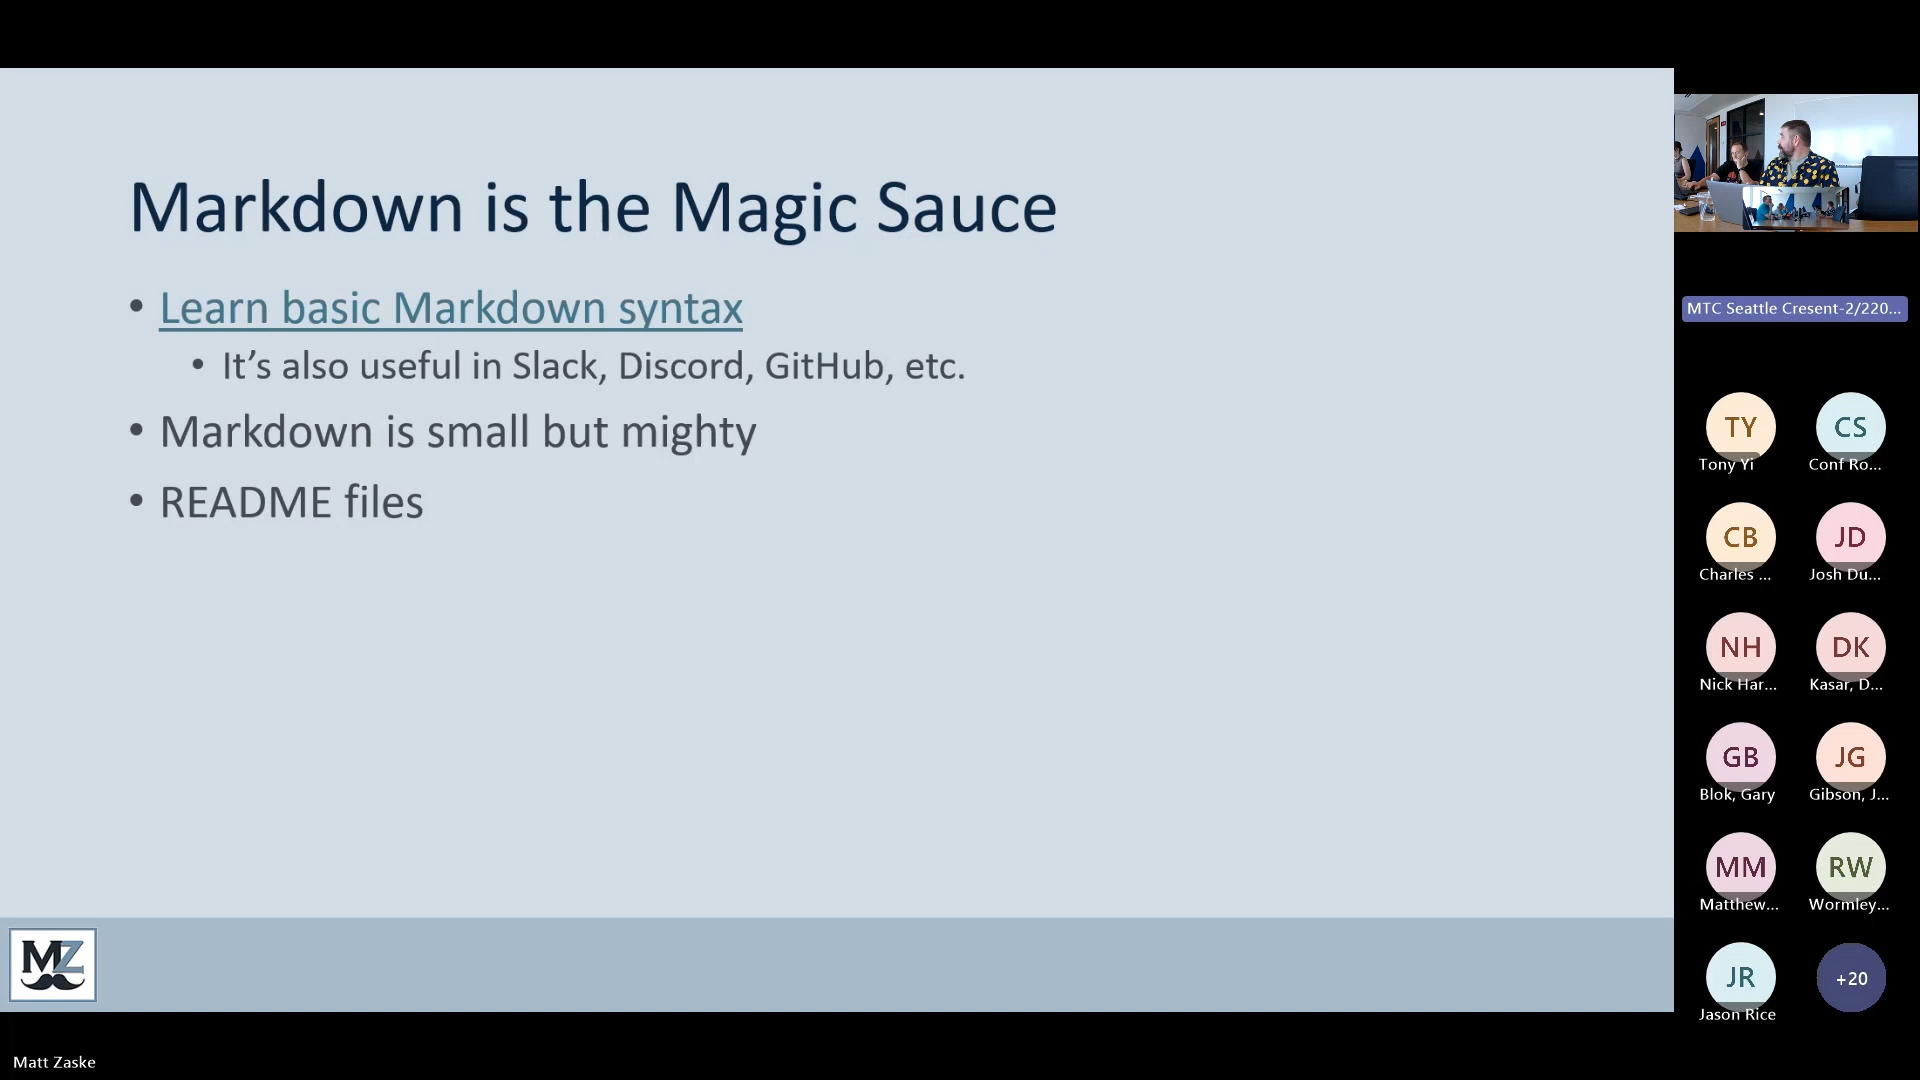 Markdown is the Magic Sauce
• Learn basic Markdown syntax
• It’s also useful in Slack, Discord, GitHub, etc.
• Markdown is small but mighty
• README files
MZ
Matt Zaske
MTC Seattle Cresent-2/220...
TY
Tony Yi
CS
Conf Ro...
CB
Charles ...
JD
Josh Du...
NH
Nick Har...
DK
Kasar, D...
GB
Blok, Gary
JG
Gibson, J...
MM
Matthew...
RW
Wormley...
JR
Jason Rice
+20